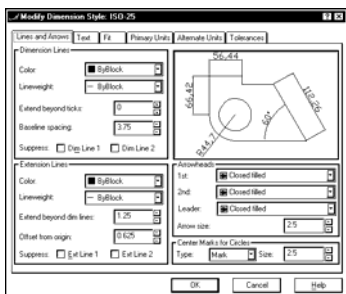 Modify Dimension Style: ISO-25
Lines and Arrows Text Fit Primary Units Alternate Units Tolerances
Dimension Lines
Color: ByBlock
Lineweight: ByBlock
Extend beyond ticks: 0
Baseline spacing: 3.75
Suppress: Dim Line 1 Dim Line 2
Extension Lines
Color: ByBlock
Lineweight: ByBlock
Extend beyond dim lines: 1.25
Offset from origin: 0.625
Suppress: Ext Line 1 Ext Line 2
56.44
66.42
112.26
60°
R44.7
Arrowheads
1st: Closed filled
2nd: Closed filled
Leader: Closed filled
Arrow size: 2.5
Center Marks for Circles
Type: Mark Size: 2.5
OK Cancel Help